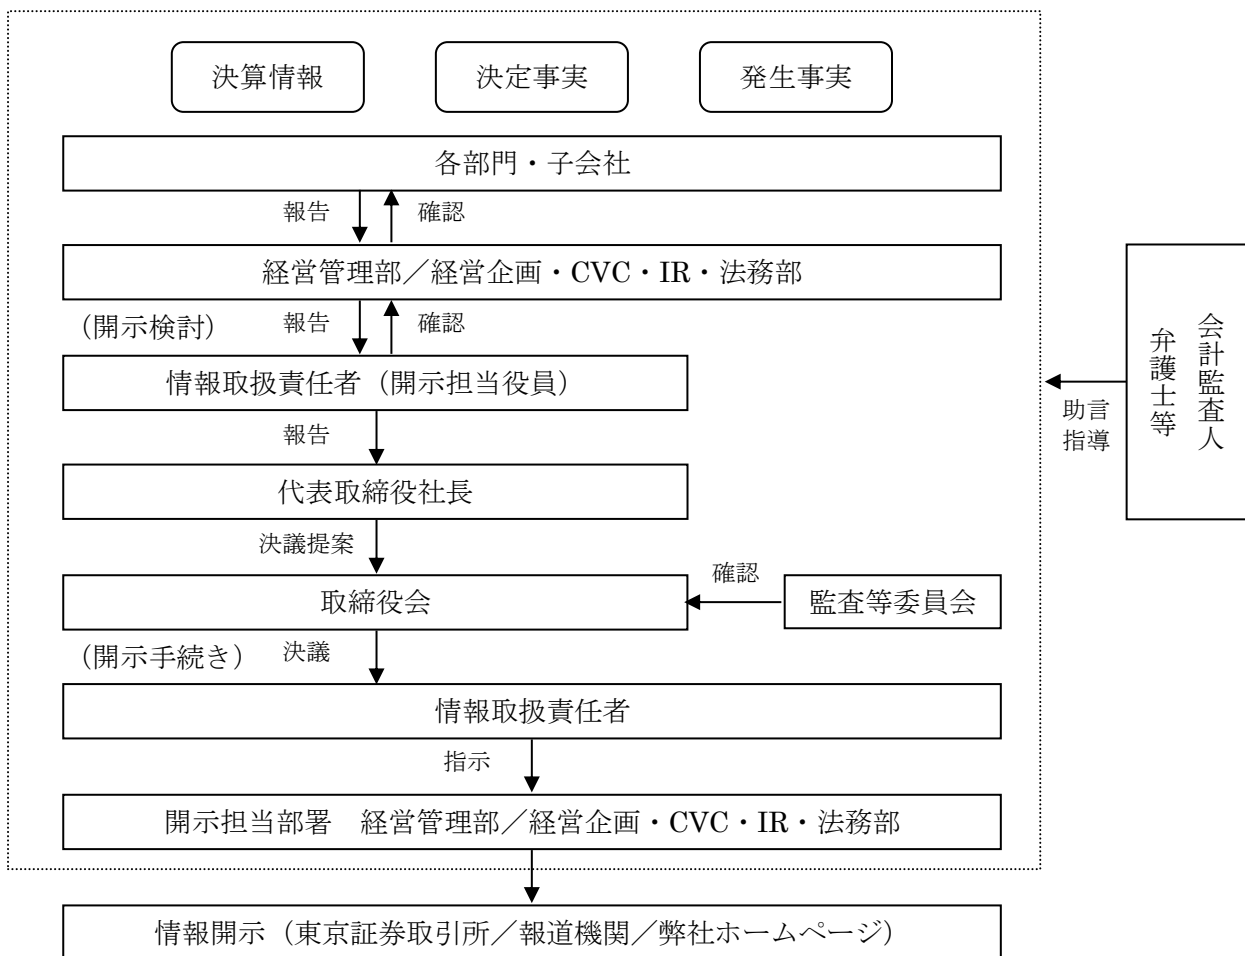 決算情報
決定事実
発生事実
各部門・子会社
報告
確認
経営管理部／経営企画・CVC・IR・法務部
（開示検討）
報告
確認
情報取扱責任者（開示担当役員）
報告
代表取締役社長
決議提案
取締役会
確認
監査等委員会
（開示手続き）
決議
情報取扱責任者
指示
開示担当部署　経営管理部／経営企画・CVC・IR・法務部
情報開示（東京証券取引所／報道機関／弊社ホームページ）
助言
指導
会計監査人
弁護士等